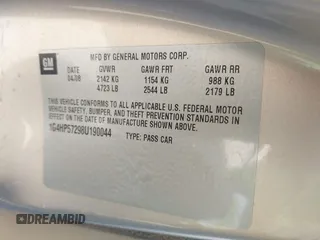 GM
MFD BY GENERAL MOTORS CORP.
DATE GVWR GAWR FRT GAWR RR
04/08 2142 KG 1154 KG 988 KG
4723 LB 2544 LB 2179 LB
THIS VEHICLE CONFORMS TO ALL APPLICABLE U.S. FEDERAL MOTOR
VEHICLE SAFETY, BUMPER, AND THEFT PREVENTION STANDARDS
IN EFFECT ON THE DATE OF MANUFACTURE SHOWN ABOVE.
1G4HP57298U190044
TYPE: PASS CAR
DREAMBID